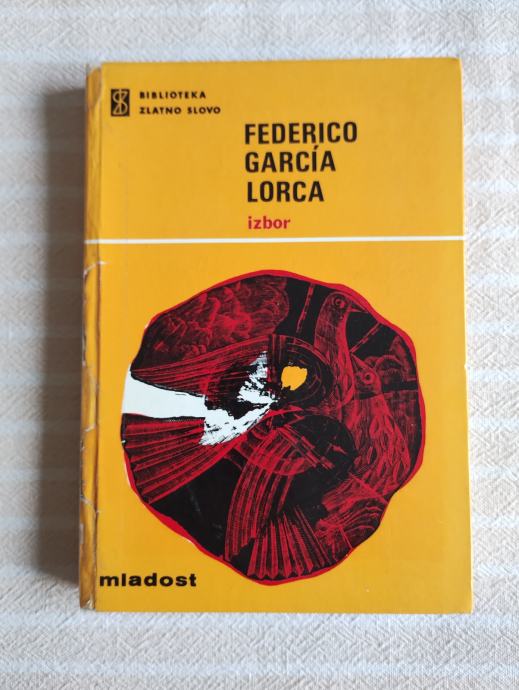 BIBLIOTEKA
ZLATNO SLOVO
FEDERICO
GARCÍA
LORCA
izbor
mladost